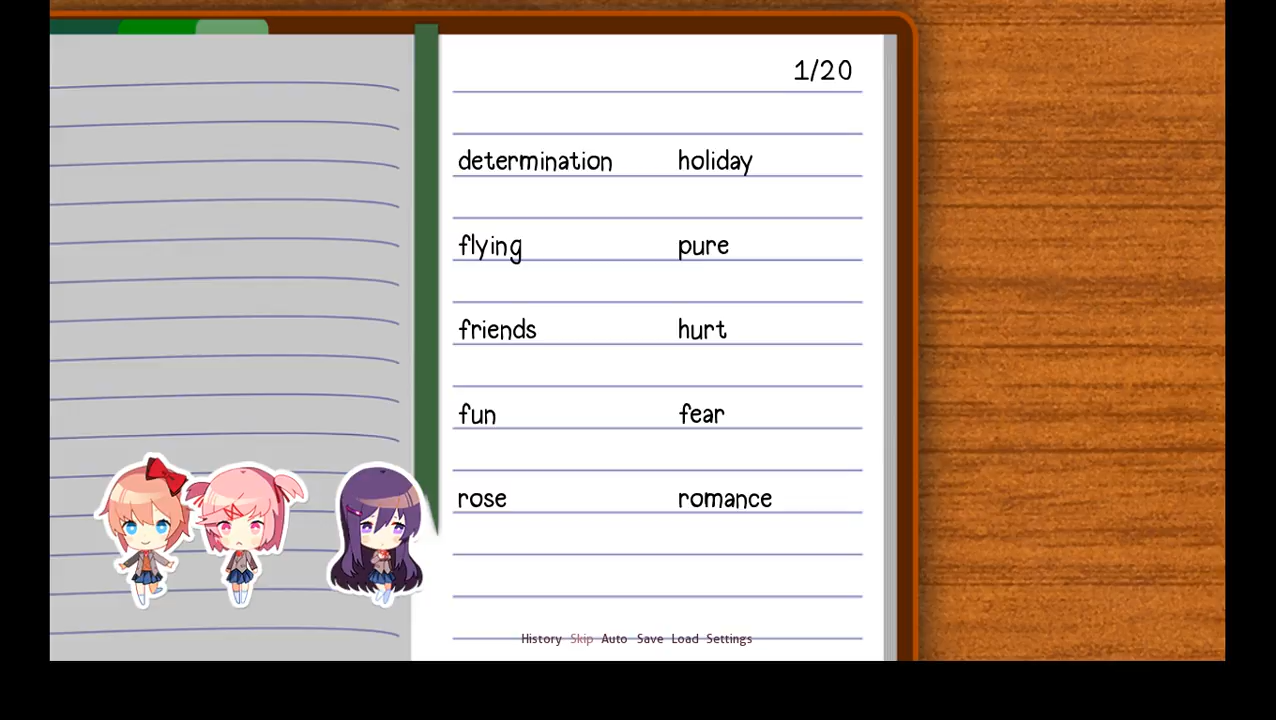 1/20
determination holiday
flying pure
friends hurt
fun fear
rose romance
History Skip Auto Save Load Settings